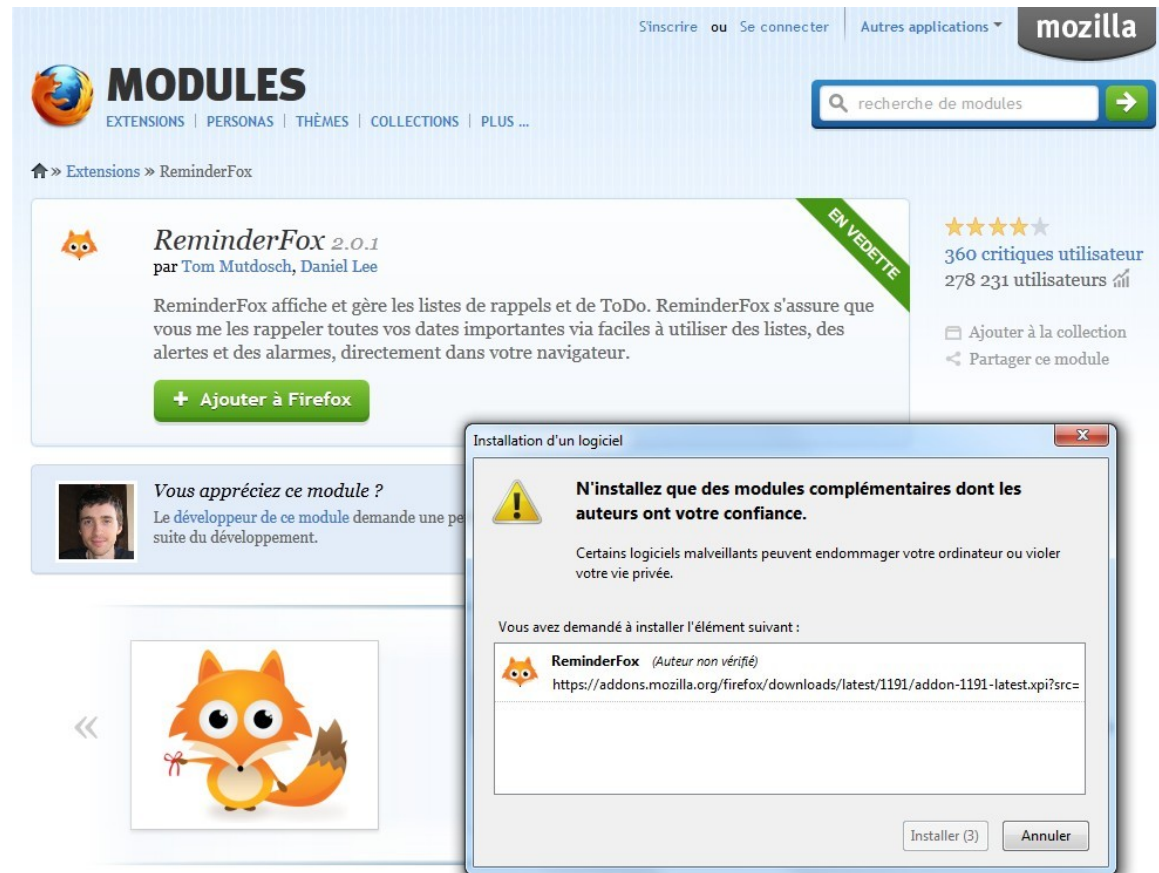 S'inscrire ou Se connecter Autres applications mozilla
MODULES
EXTENSIONS | PERSONAS | THÈMES | COLLECTIONS | PLUS ...
recherche de modules
» Extensions » ReminderFox
EN VEDETTE
ReminderFox 2.0.1
par Tom Mutdosch, Daniel Lee
ReminderFox affiche et gère les listes de rappels et de ToDo. ReminderFox s'assure que
vous me les rappeler toutes vos dates importantes via faciles à utiliser des listes, des
alertes et des alarmes, directement dans votre navigateur.
+ Ajouter à Firefox
360 critiques utilisateur
278 231 utilisateurs
Ajouter à la collection
Partager ce module
Vous appréciez ce module ?
Le développeur de ce module demande une pe
suite du développement.
Installation d'un logiciel
N'installez que des modules complémentaires dont les
auteurs ont votre confiance.
Certains logiciels malveillants peuvent endommager votre ordinateur ou violer
votre vie privée.
Vous avez demandé à installer l'élément suivant :
ReminderFox (Auteur non vérifié)
https://addons.mozilla.org/firefox/downloads/latest/1191/addon-1191-latest.xpi?src=
Installer (3) Annuler